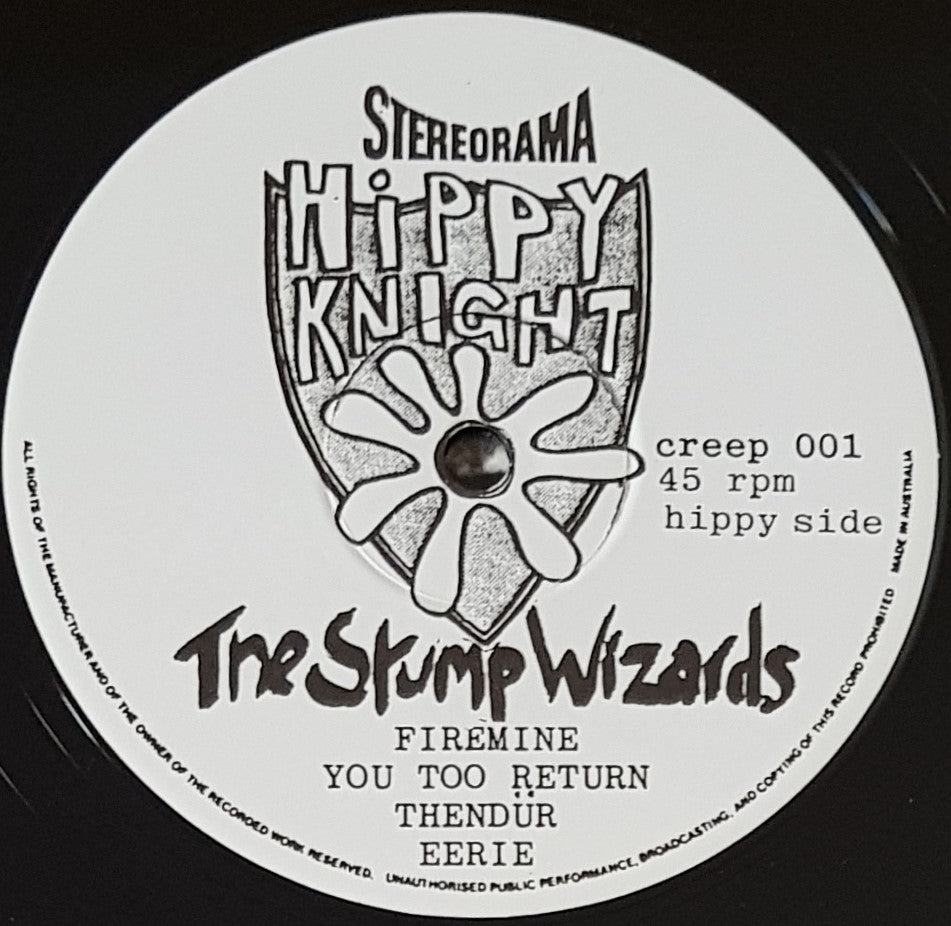 STEREORAMA
HiPPY
KNIGHT
creep 001
45 rpm
hippy side
The Stump Wizards
FIREMINE
YOU TOO RETURN
THENDÜR
EERIE
ALL RIGHTS OF THE MANUFACTURER AND OF THE OWNER OF THE RECORDED WORK RESERVED. UNAUTHORISED PUBLIC PERFORMANCE, BROADCASTING, AND COPYING OF THIS RECORD PROHIBITED MADE IN AUSTRALIA